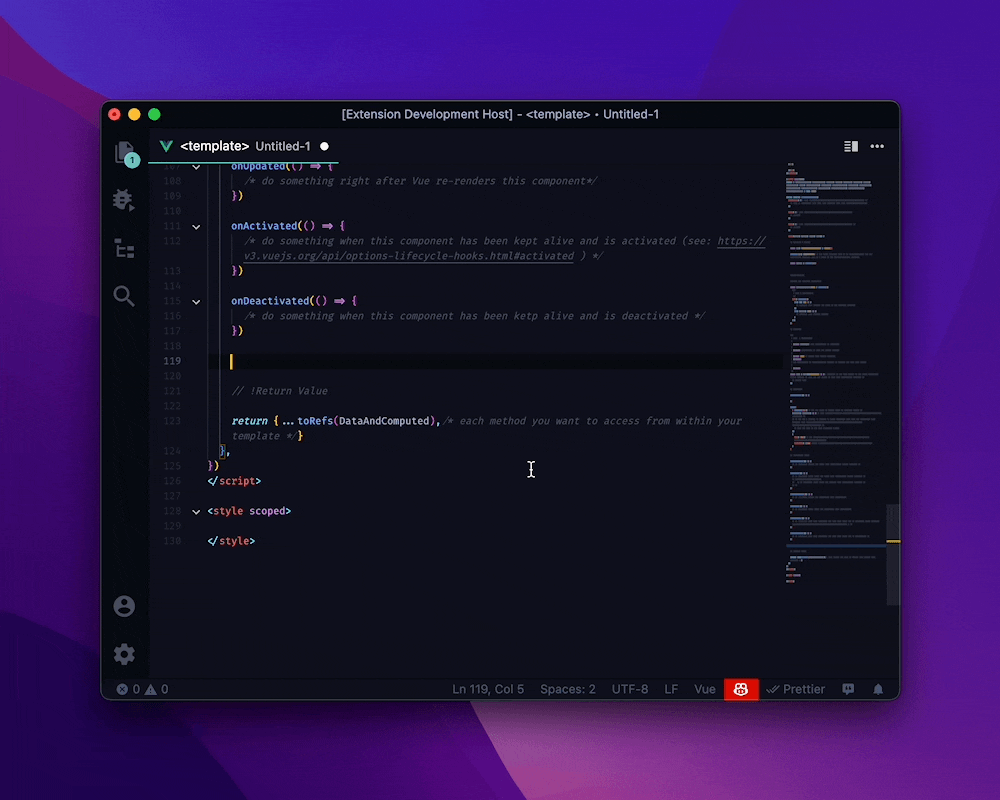 [Extension Development Host] - <template> • Untitled-1
1
<template> Untitled-1 ●
107 onUpdated(() ⇒ {
108 /* do something right after Vue re-renders this component*/
109 })
110
111 onActivated(() ⇒ {
112 /* do something when this component has been kept alive and is activated (see: https://
v3.vuejs.org/api/options-lifecycle-hooks.html#activated ) */
113 })
114
115 onDeactivated(() ⇒ {
116 /* do something when this component has been ketp alive and is deactivated */
117 })
118
119
120
121 // !Return Value
122
123 return {...toRefs(DataAndComputed),/* each method you want to access from within your
template */}
124 },
125 })
126 </script>
127
128 <style scoped>
129
130 </style>
0 0 Ln 119, Col 5 Spaces: 2 UTF-8 LF Vue Prettier